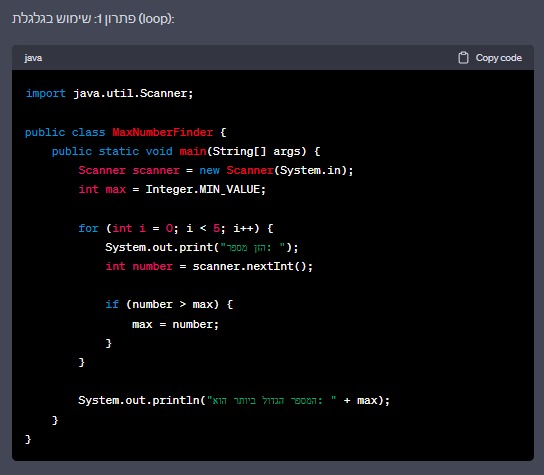 פתרון 1: שימוש בגלגלת (loop):
java
Copy code
import java.util.Scanner;
public class MaxNumberFinder {
public static void main(String[] args) {
Scanner scanner = new Scanner(System.in);
int max = Integer.MIN_VALUE;
for (int i = 0; i < 5; i++) {
System.out.print("הזן מספר: ");
int number = scanner.nextInt();
if (number > max) {
max = number;
}
}
System.out.println("המספר הגדול ביותר הוא: " + max);
}
}